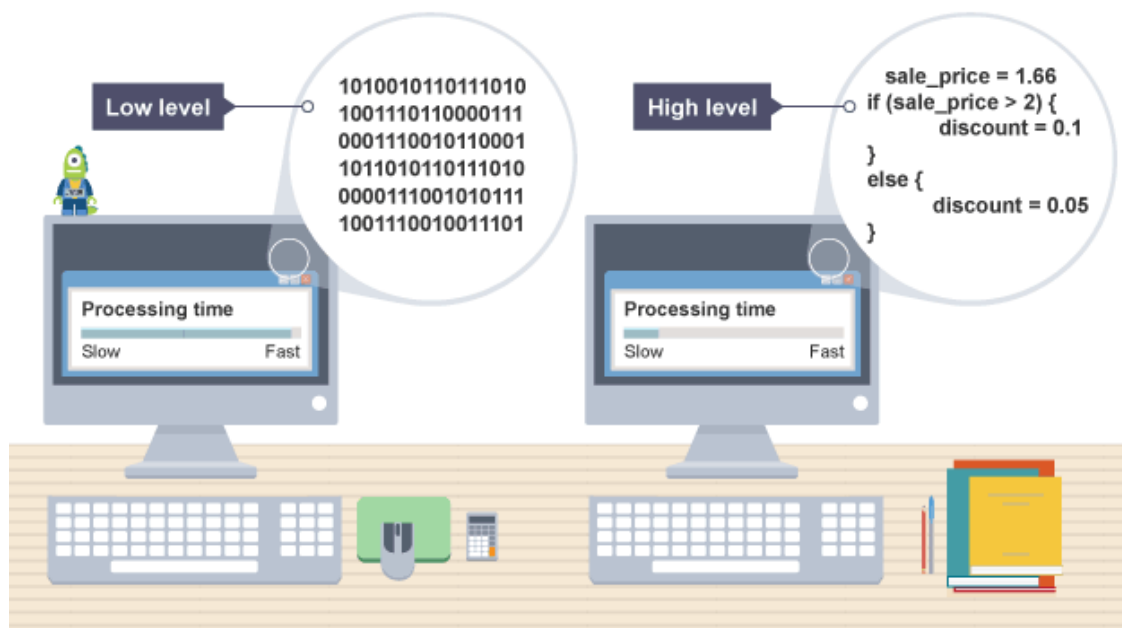 Low level
1010010110111010
1001110110000111
0001110010110001
1011010110111010
0000111001010111
1001110010011101
Processing time
Slow Fast
High level
sale_price = 1.66
if (sale_price > 2) {
discount = 0.1
}
else {
discount = 0.05
}
Processing time
Slow Fast